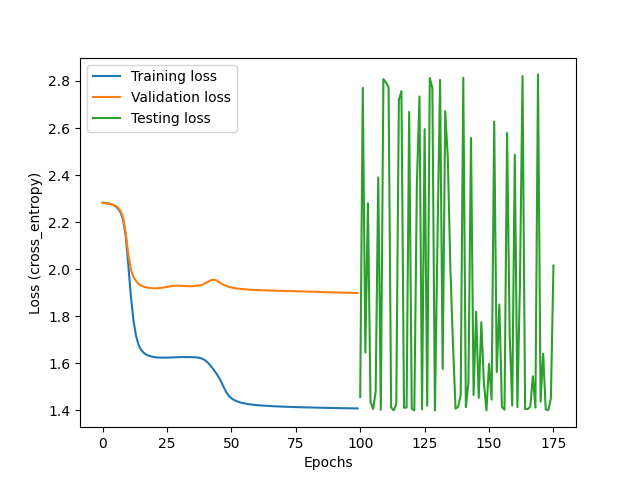 Training loss
Validation loss
Testing loss
Loss (cross_entropy)
2.8
2.6
2.4
2.2
2.0
1.8
1.6
1.4
0 25 50 75 100 125 150 175
Epochs